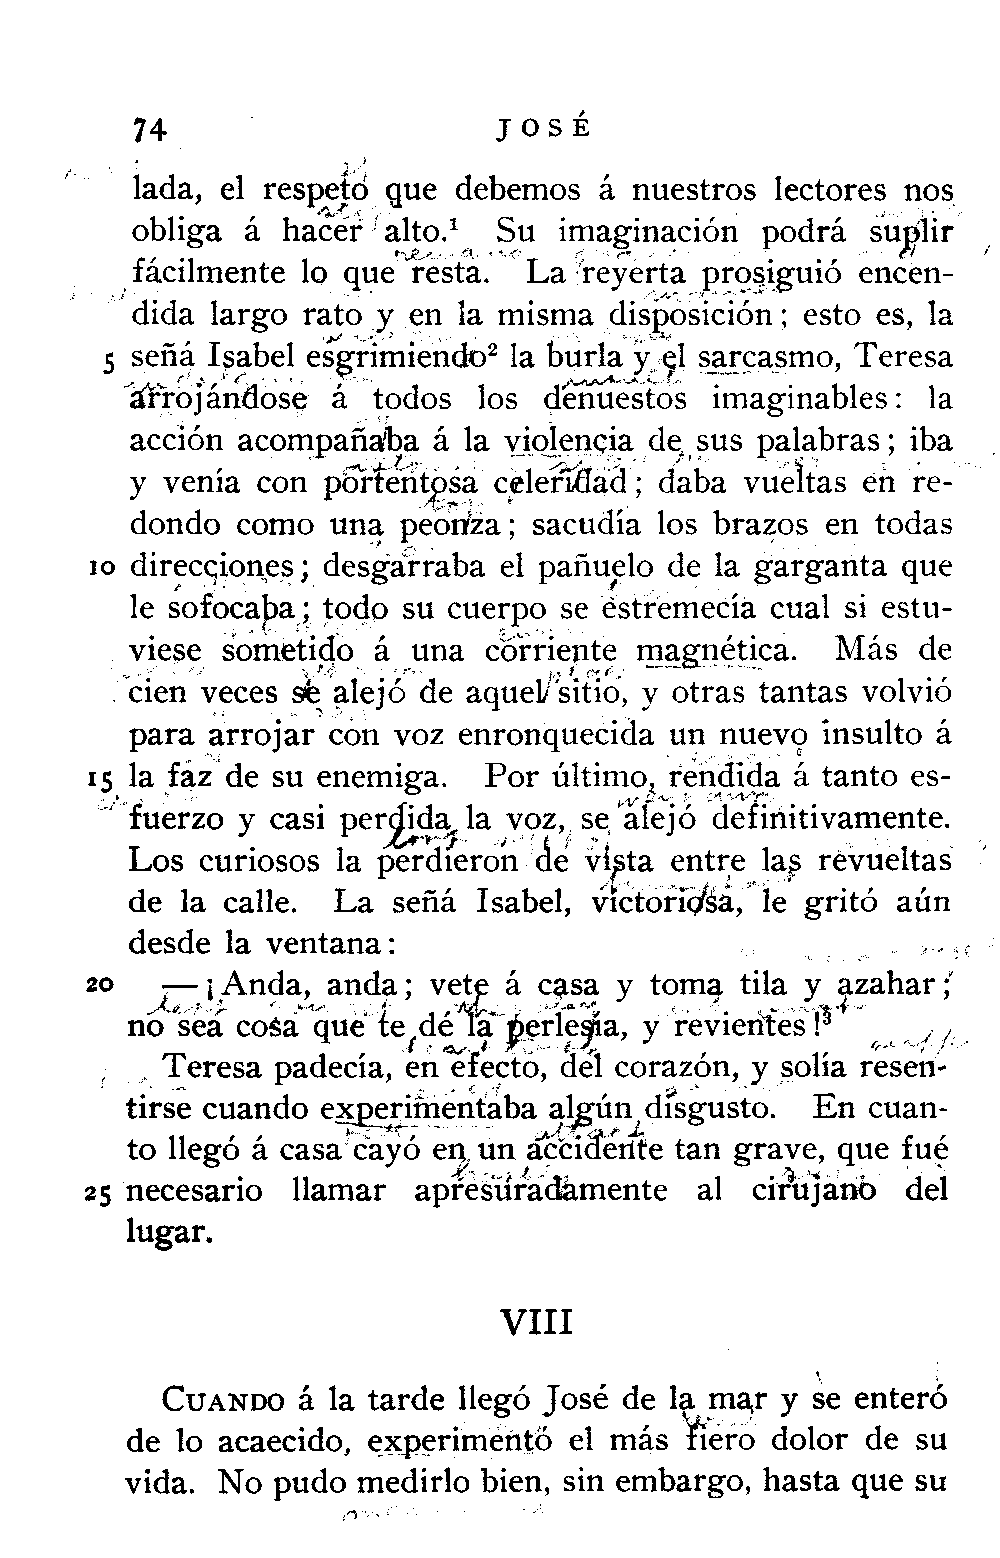 74 JOSÉ
lada, el respeto que debemos á nuestros lectores nos
obliga á hacer alto.¹ Su imaginación podrá suplir
fácilmente lo que resta. La reyerta prosiguió encen-
dida largo rato y en la misma disposición; esto es, la
5 señá Isabel esgrimiendo² la burla y el sarcasmo, Teresa
arrojándose á todos los denuestos imaginables: la
acción acompañaba á la violencia de sus palabras; iba
y venía con portentosa celeridad; daba vueltas en re-
dondo como una peonza; sacudía los brazos en todas
10 direcciones; desgarraba el pañuelo de la garganta que
le sofocaba; todo su cuerpo se estremecía cual si estu-
viese sometido á una corriente magnética. Más de
cien veces se alejó de aquel sitio, y otras tantas volvió
para arrojar con voz enronquecida un nuevo insulto á
15 la faz de su enemiga. Por último, rendida á tanto es-
fuerzo y casi perdida la voz, se alejó definitivamente.
Los curiosos la perdieron de vista entre las revueltas
de la calle. La señá Isabel, victoriosa, le gritó aún
desde la ventana:
20 —¡Anda, anda; vete á casa y toma tila y azahar;
no sea cosa que te dé la perlesía, y revientes!³
Teresa padecía, en efecto, del corazón, y solía resen-
tirse cuando experimentaba algún disgusto. En cuan-
to llegó á casa cayó en un accidente tan grave, que fué
25 necesario llamar apresuradamente al cirujano del
lugar.
VIII
CUANDO á la tarde llegó José de la mar y se enteró
de lo acaecido, experimentó el más fiero dolor de su
vida. No pudo medirlo bien, sin embargo, hasta que su